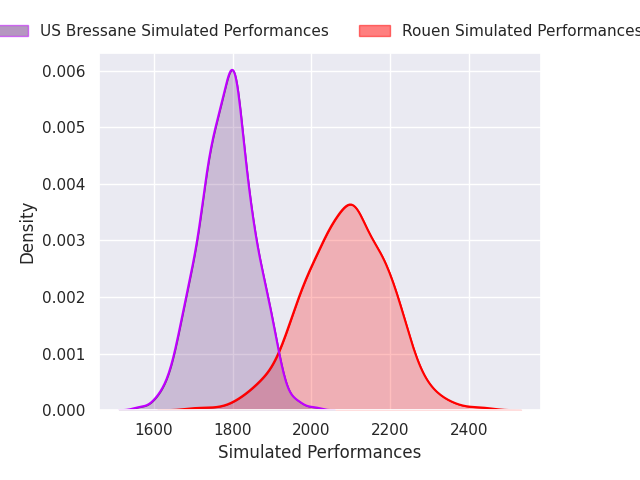 US Bressane Simulated Performances Rouen Simulated Performances
0.006
0.005
0.004
0.003
0.002
0.001
0.000
Density
1600 1800 2000 2200 2400
Simulated Performances